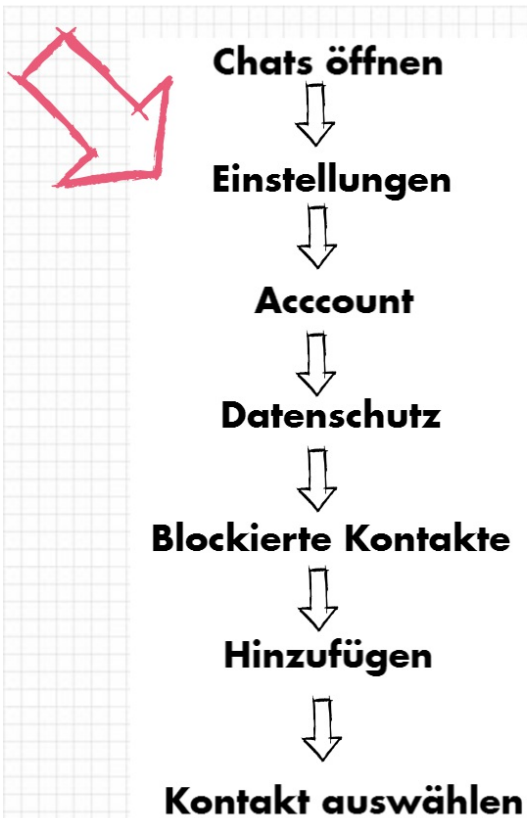 Chats öffnen
Einstellungen
Acccount
Datenschutz
Blockierte Kontakte
Hinzufügen
Kontakt auswählen